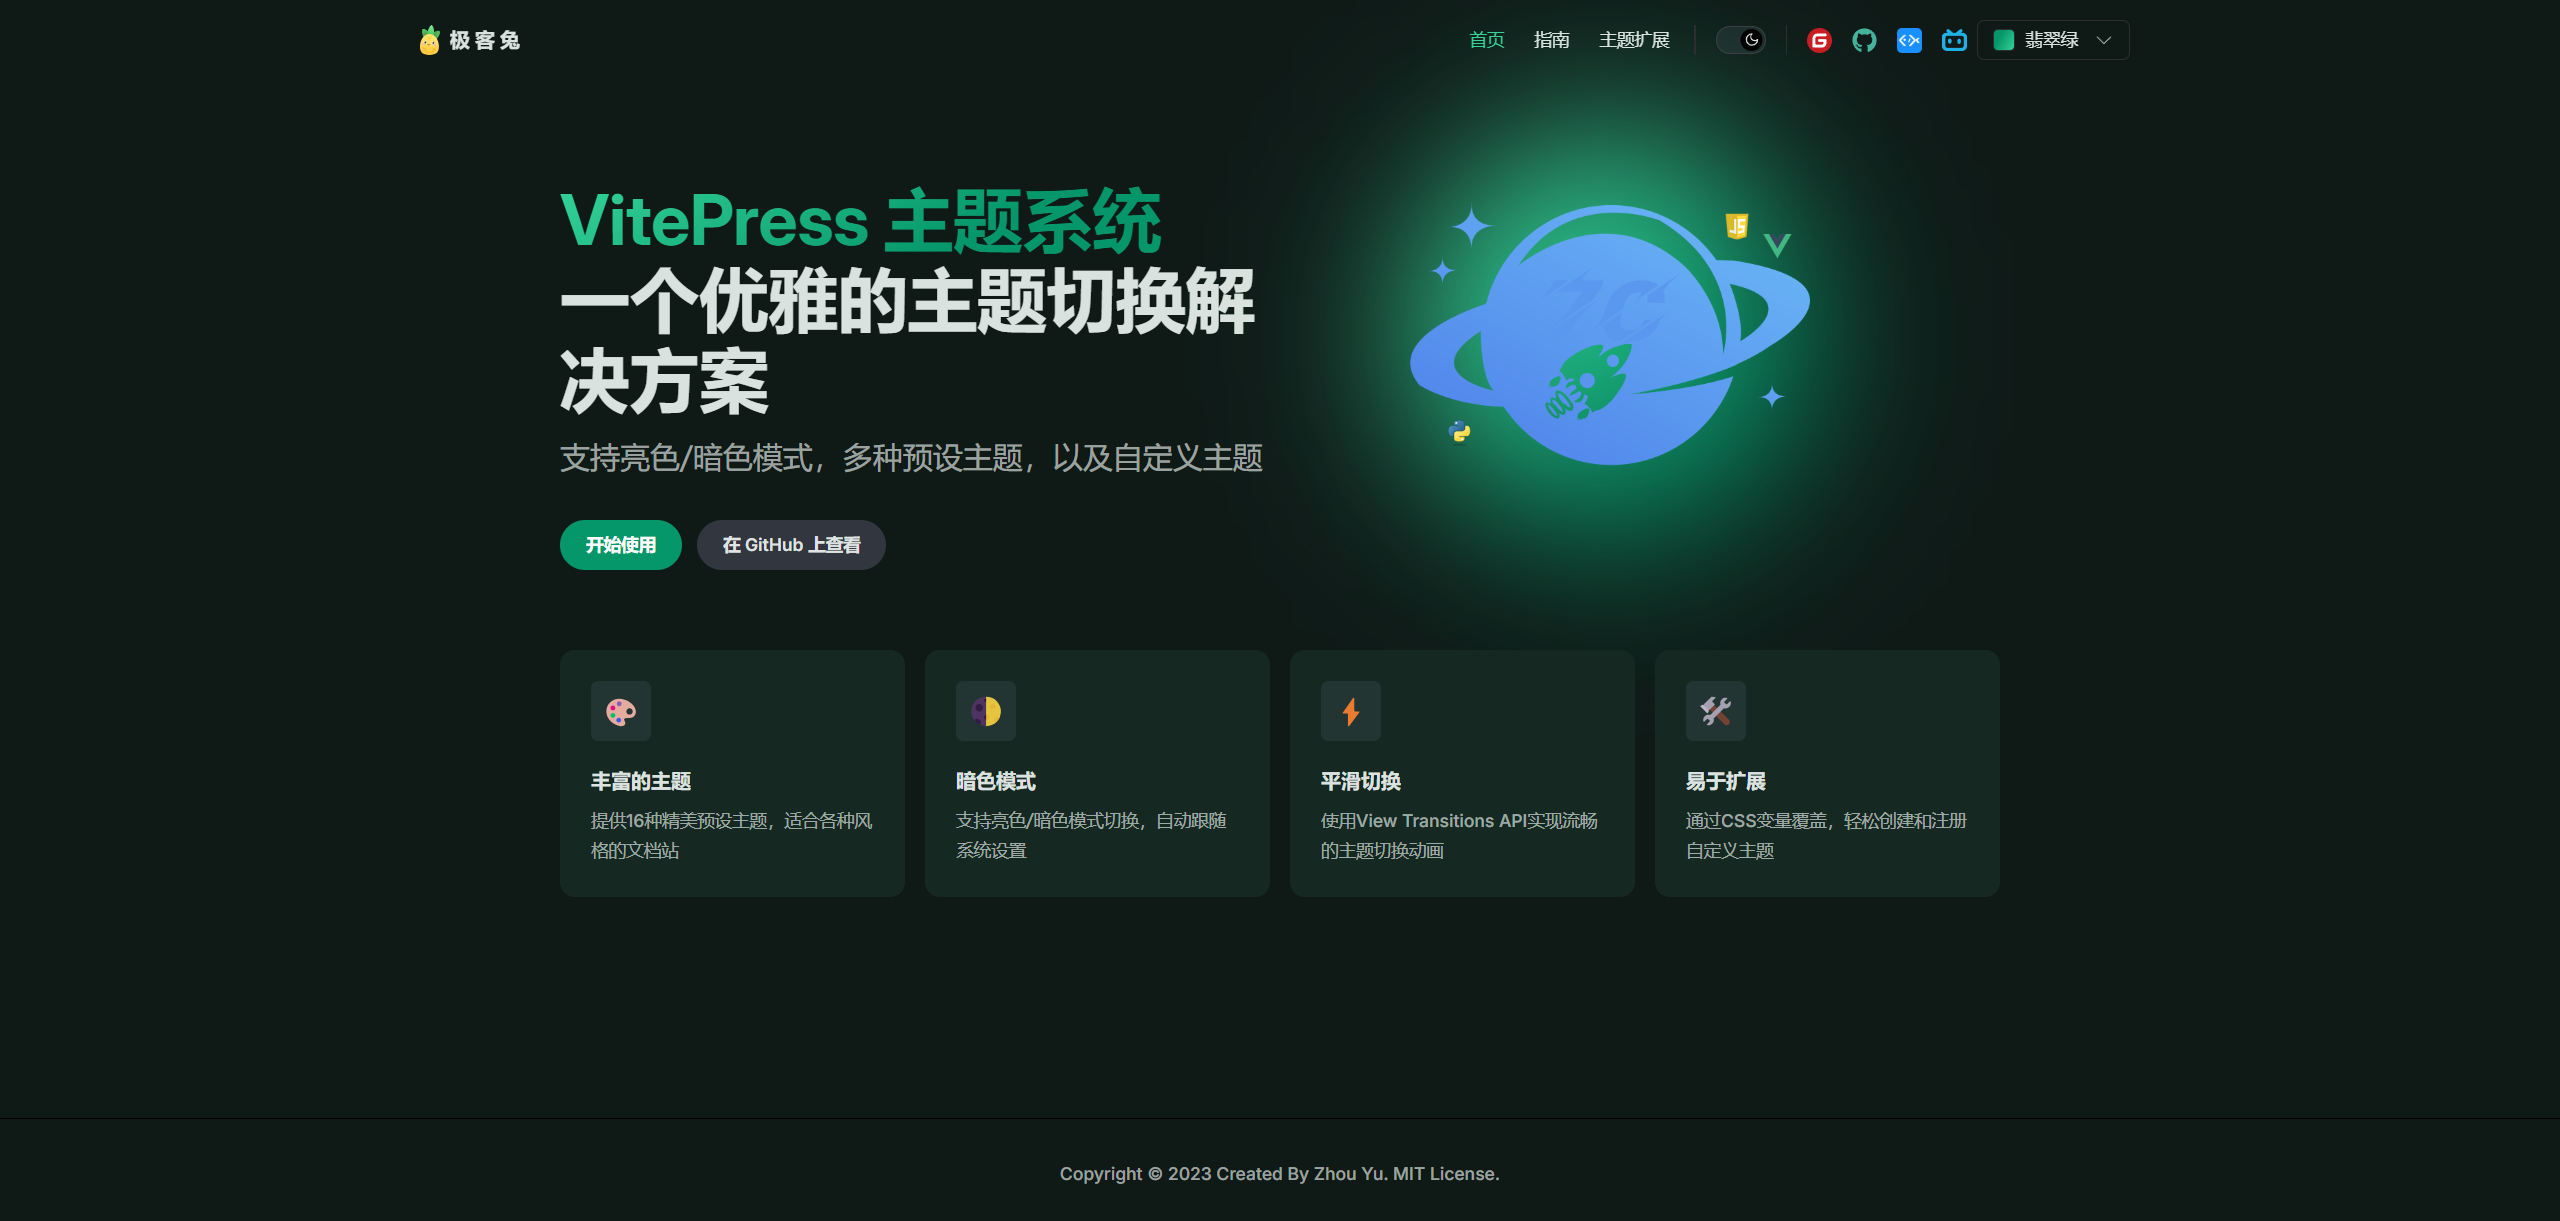 极客兔
首页 指南 主题扩展 翡翠绿
VitePress 主题系统
一个优雅的主题切换解
决方案
支持亮色/暗色模式，多种预设主题，以及自定义主题
开始使用 在 GitHub 上查看
丰富的主题
提供16种精美预设主题，适合各种风
格的文档站
暗色模式
支持亮色/暗色模式切换，自动跟随
系统设置
平滑切换
使用View Transitions API实现流畅
的主题切换动画
易于扩展
通过CSS变量覆盖，轻松创建和注册
自定义主题
Copyright © 2023 Created By Zhou Yu. MIT License.